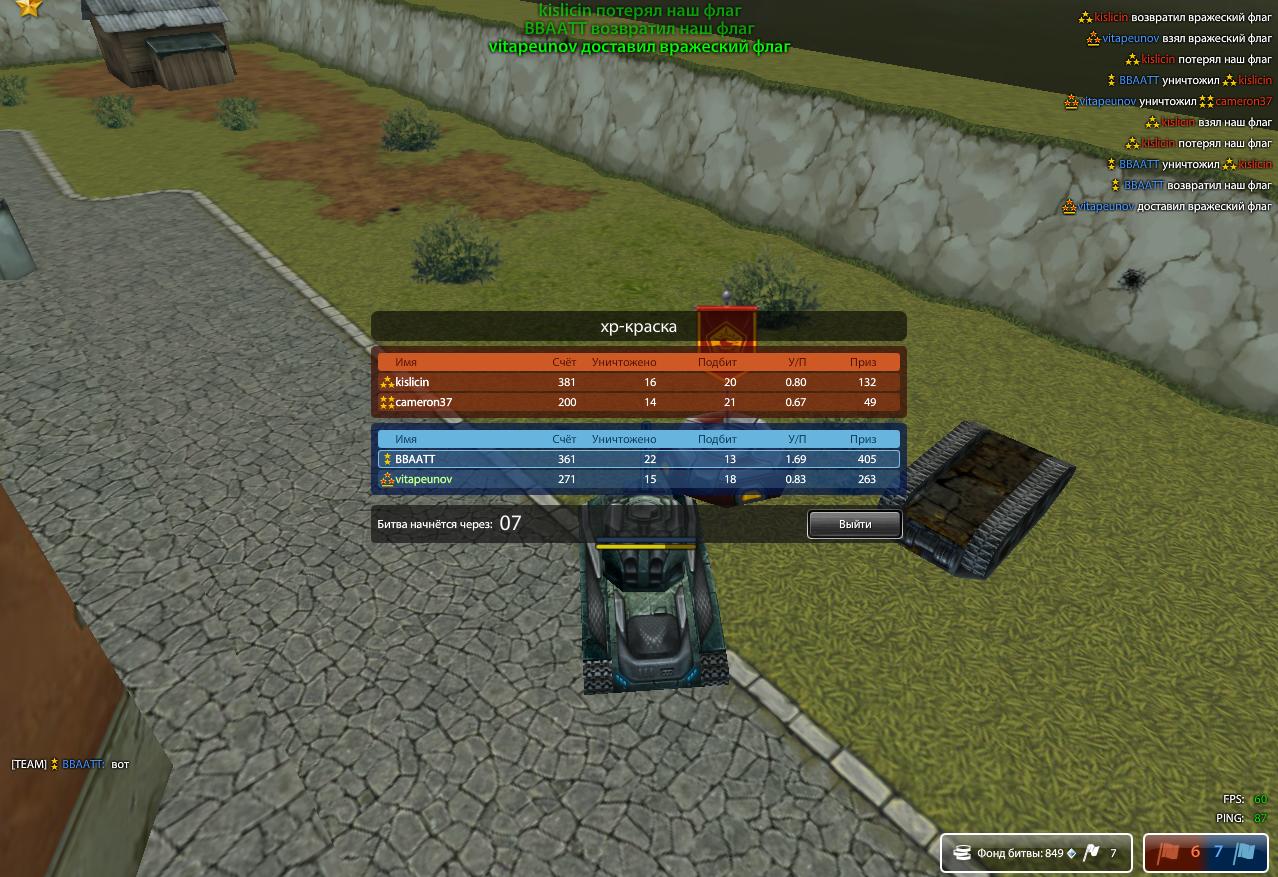 kislicin потерял наш флаг
BBAATT возвратил наш флаг
vitapeunov доставил вражеский флаг
kislicin возвратил вражеский флаг
vitapeunov взял вражеский флаг
kislicin потерял наш флаг
BBAATT уничтожил kislicin
vitapeunov уничтожил cameron37
kislicin взял наш флаг
kislicin потерял наш флаг
BBAATT уничтожил kislicin
BBAATT возвратил наш флаг
vitapeunov доставил вражеский флаг
хр-краска
Имя Счёт Уничтожено Подбит У/П Приз
kislicin 381 16 20 0.80 132
cameron37 200 14 21 0.67 49
Имя Счёт Уничтожено Подбит У/П Приз
BBAATT 361 22 13 1.69 405
vitapeunov 271 15 18 0.83 263
Битва начнётся через: 07 Выйти
[TEAM] BBAATT: вот
FPS: 60
PING: 87
Фонд битвы: 849 7
6 7